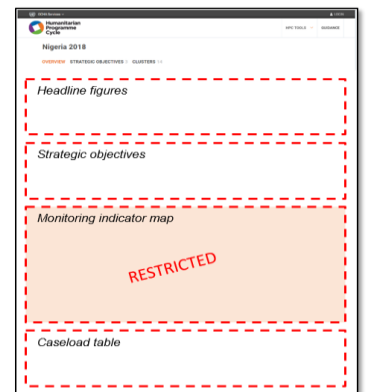 Humanitarian
Programme
Cycle
HPC TOOLS
GUIDANCE
Nigeria 2018
OVERVIEW STRATEGIC OBJECTIVES CLUSTERS
Headline figures
Strategic objectives
Monitoring indicator map
RESTRICTED
Caseload table